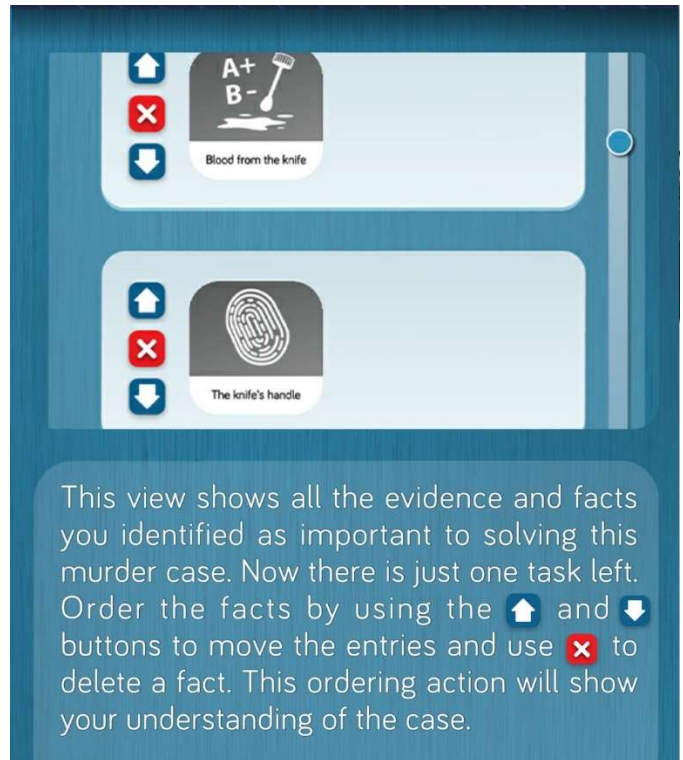 A+
B-
Blood from the knife
The knife's handle
This view shows all the evidence and facts
you identified as important to solving this
murder case. Now there is just one task left.
Order the facts by using the and
buttons to move the entries and use to
delete a fact. This ordering action will show
your understanding of the case.